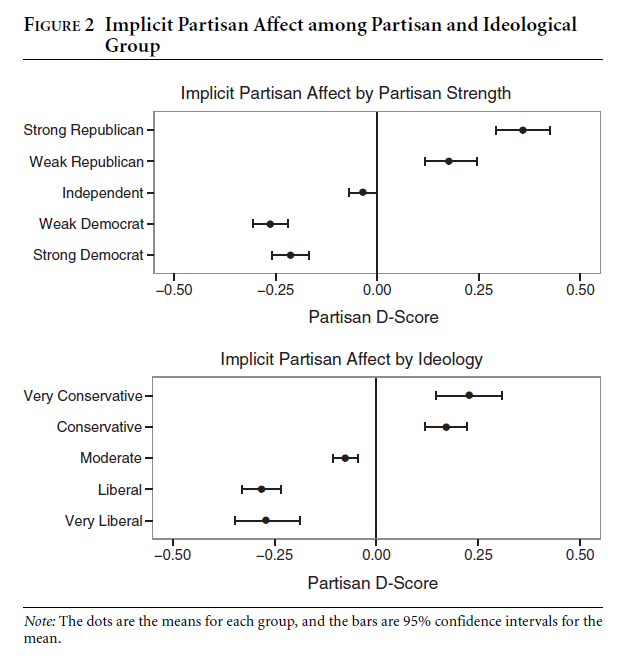 FIGURE 2 Implicit Partisan Affect among Partisan and Ideological
Group
Implicit Partisan Affect by Partisan Strength
Strong Republican
Weak Republican
Independent
Weak Democrat
Strong Democrat
−0.50 −0.25 0.00 0.25 0.50
Partisan D-Score
Implicit Partisan Affect by Ideology
Very Conservative
Conservative
Moderate
Liberal
Very Liberal
−0.50 −0.25 0.00 0.25 0.50
Partisan D-Score
Note: The dots are the means for each group, and the bars are 95% confidence intervals for the
mean.